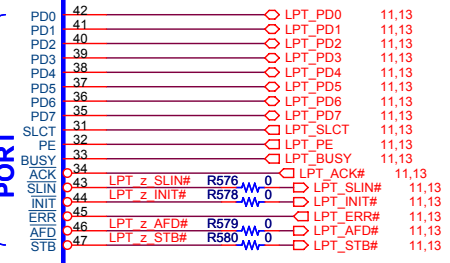 PORT
PD0 42 LPT_PD0 11,13
PD1 41 LPT_PD1 11,13
PD2 40 LPT_PD2 11,13
PD3 39 LPT_PD3 11,13
PD4 38 LPT_PD4 11,13
PD5 37 LPT_PD5 11,13
PD6 36 LPT_PD6 11,13
PD7 35 LPT_PD7 11,13
SLCT 31 LPT_SLCT 11,13
PE 32 LPT_PE 11,13
BUSY 33 LPT_BUSY 11,13
ACK 34 LPT_ACK# 11,13
SLIN 43 LPT_z_SLIN# R576 0 LPT_SLIN# 11,13
INIT 44 LPT_z_INIT# R578 0 LPT_INIT# 11,13
ERR 45 LPT_ERR# 11,13
AFD 46 LPT_z_AFD# R579 0 LPT_AFD# 11,13
STB 47 LPT_z_STB# R580 0 LPT_STB# 11,13